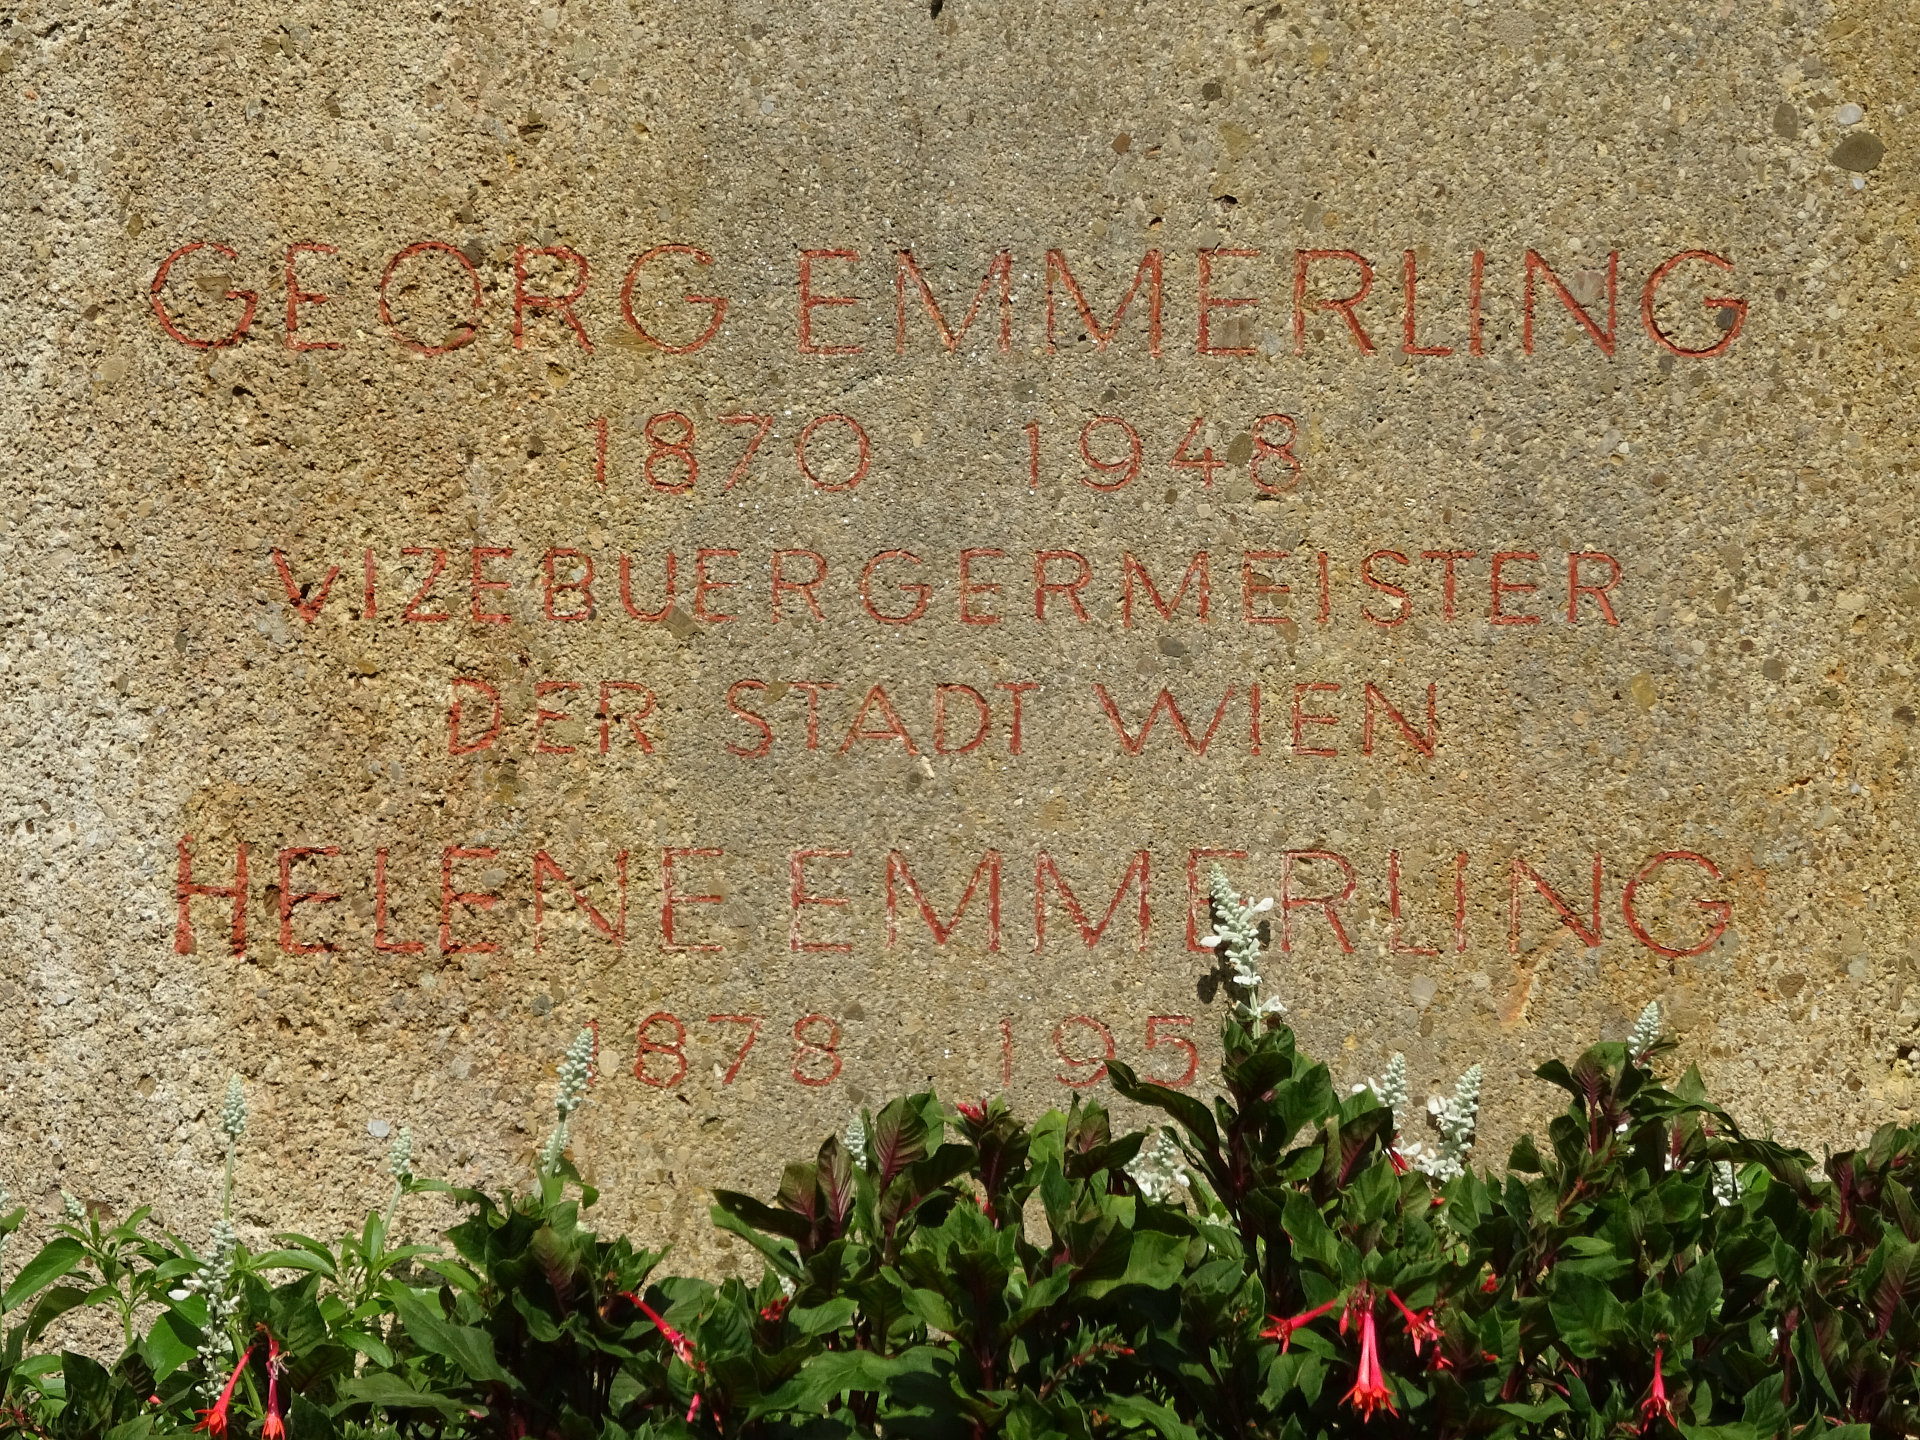 GEORG EMMERLING
1870 1948
VIZEBUERGERMEISTER
DER STADT WIEN
HELENE EMMERLING
1878